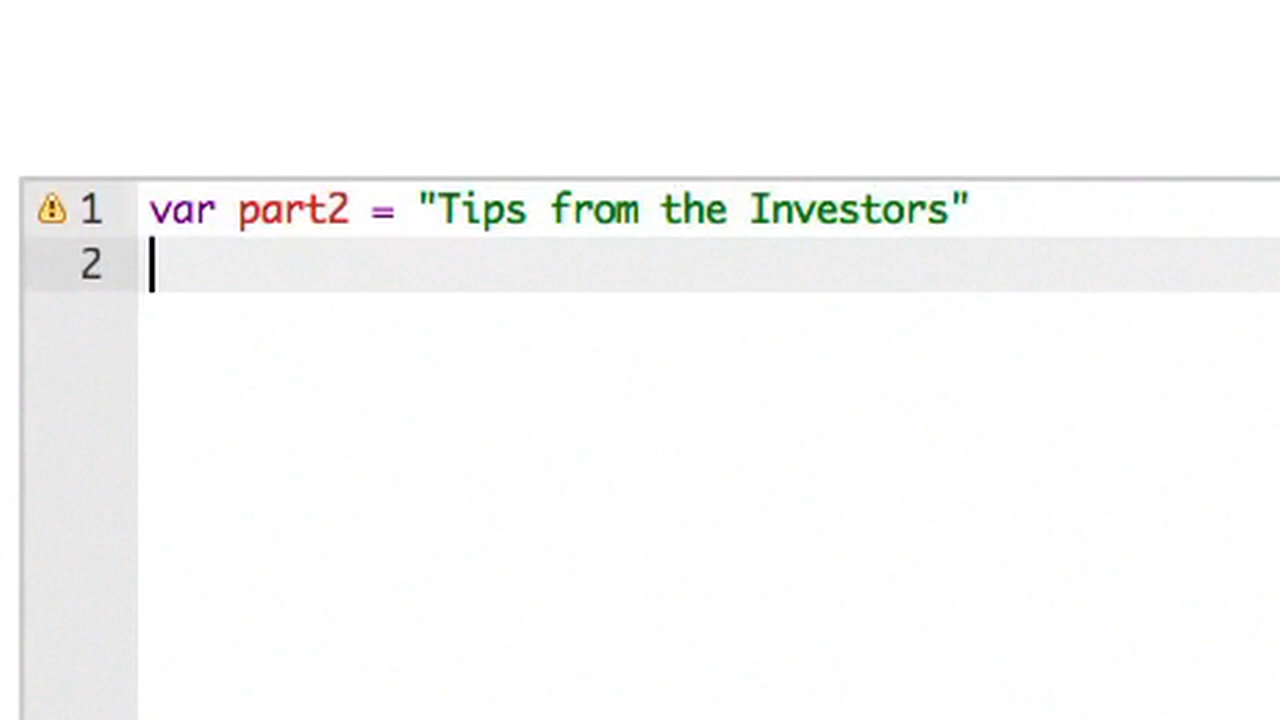 1 var part2 = "Tips from the Investors"
2